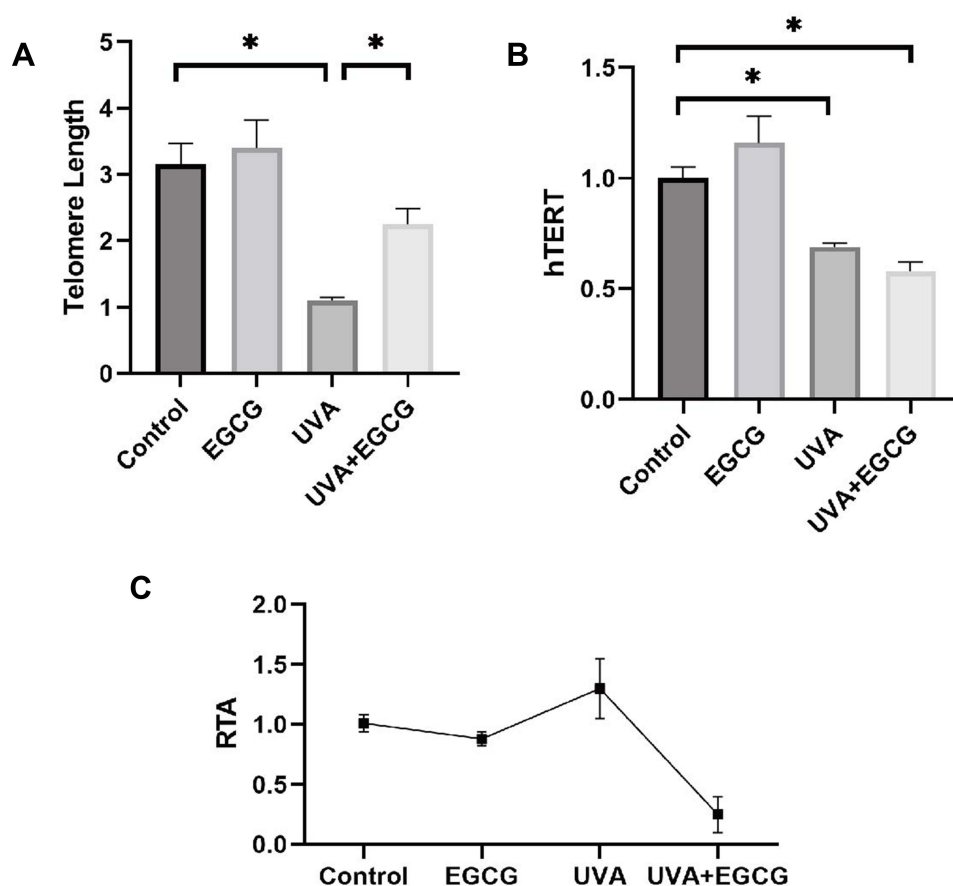 A
Telomere Length
5
4
3
2
1
0
*
*
Control
EGCG
UVA
UVA+EGCG
B
hTERT
1.5
1.0
0.5
0.0
*
*
Control
EGCG
UVA
UVA+EGCG
C
RTA
2.0
1.5
1.0
0.5
0.0
Control
EGCG
UVA
UVA+EGCG